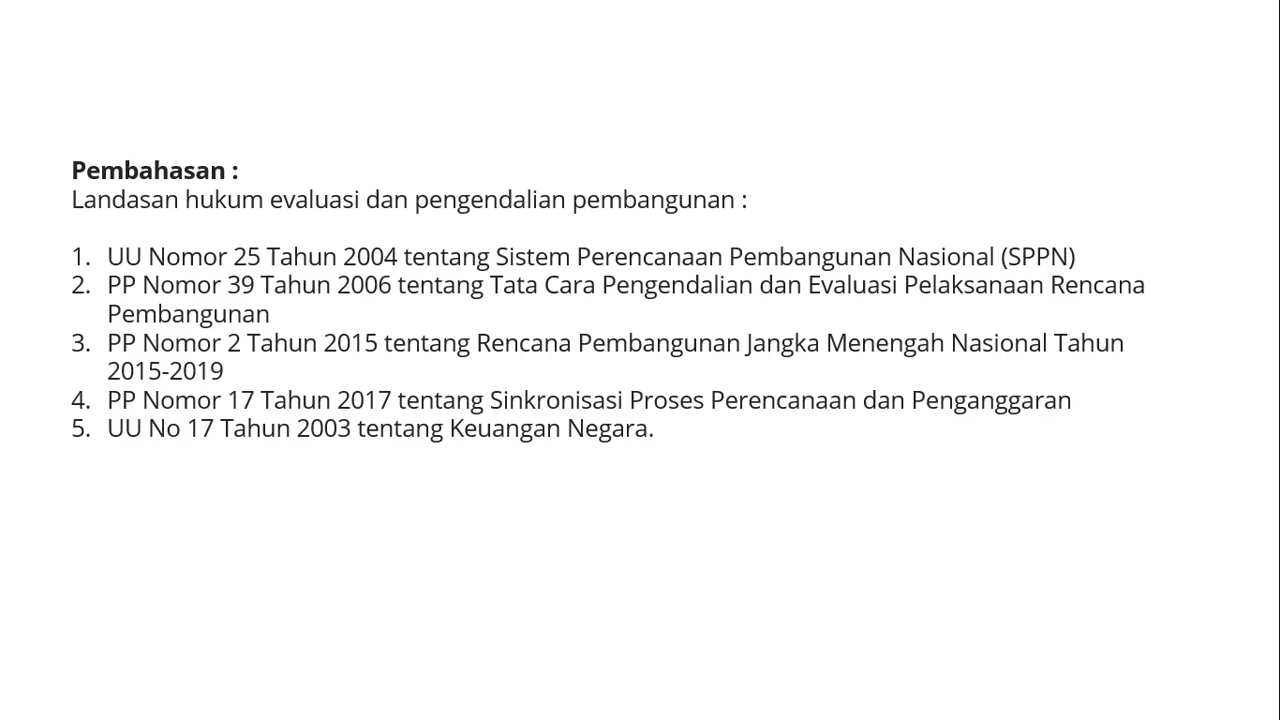 Pembahasan :
Landasan hukum evaluasi dan pengendalian pembangunan :
1. UU Nomor 25 Tahun 2004 tentang Sistem Perencanaan Pembangunan Nasional (SPPN)
2. PP Nomor 39 Tahun 2006 tentang Tata Cara Pengendalian dan Evaluasi Pelaksanaan Rencana
Pembangunan
3. PP Nomor 2 Tahun 2015 tentang Rencana Pembangunan Jangka Menengah Nasional Tahun
2015-2019
4. PP Nomor 17 Tahun 2017 tentang Sinkronisasi Proses Perencanaan dan Penganggaran
5. UU No 17 Tahun 2003 tentang Keuangan Negara.